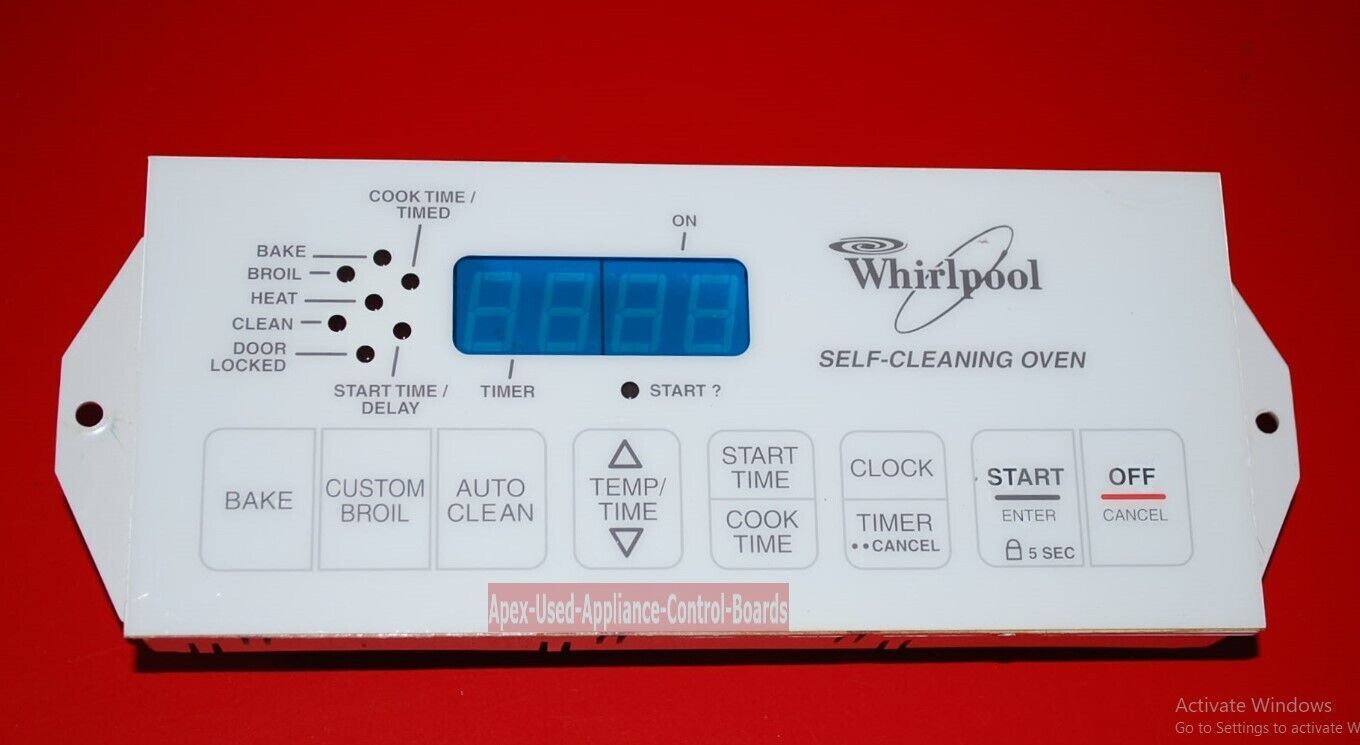 COOK TIME /
TIMED
ON
BAKE
BROIL
HEAT
CLEAN
DOOR
LOCKED
START TIME /
DELAY
TIMER
START ?
Whirlpool
SELF-CLEANING OVEN
BAKE
CUSTOM
BROIL
AUTO
CLEAN
TEMP/
TIME
START
TIME
COOK
TIME
CLOCK
TIMER
••CANCEL
START
ENTER
5 SEC
OFF
CANCEL
Apex-Used-Appliance-Control-Boards
Activate Windows
Go to Settings to activate W